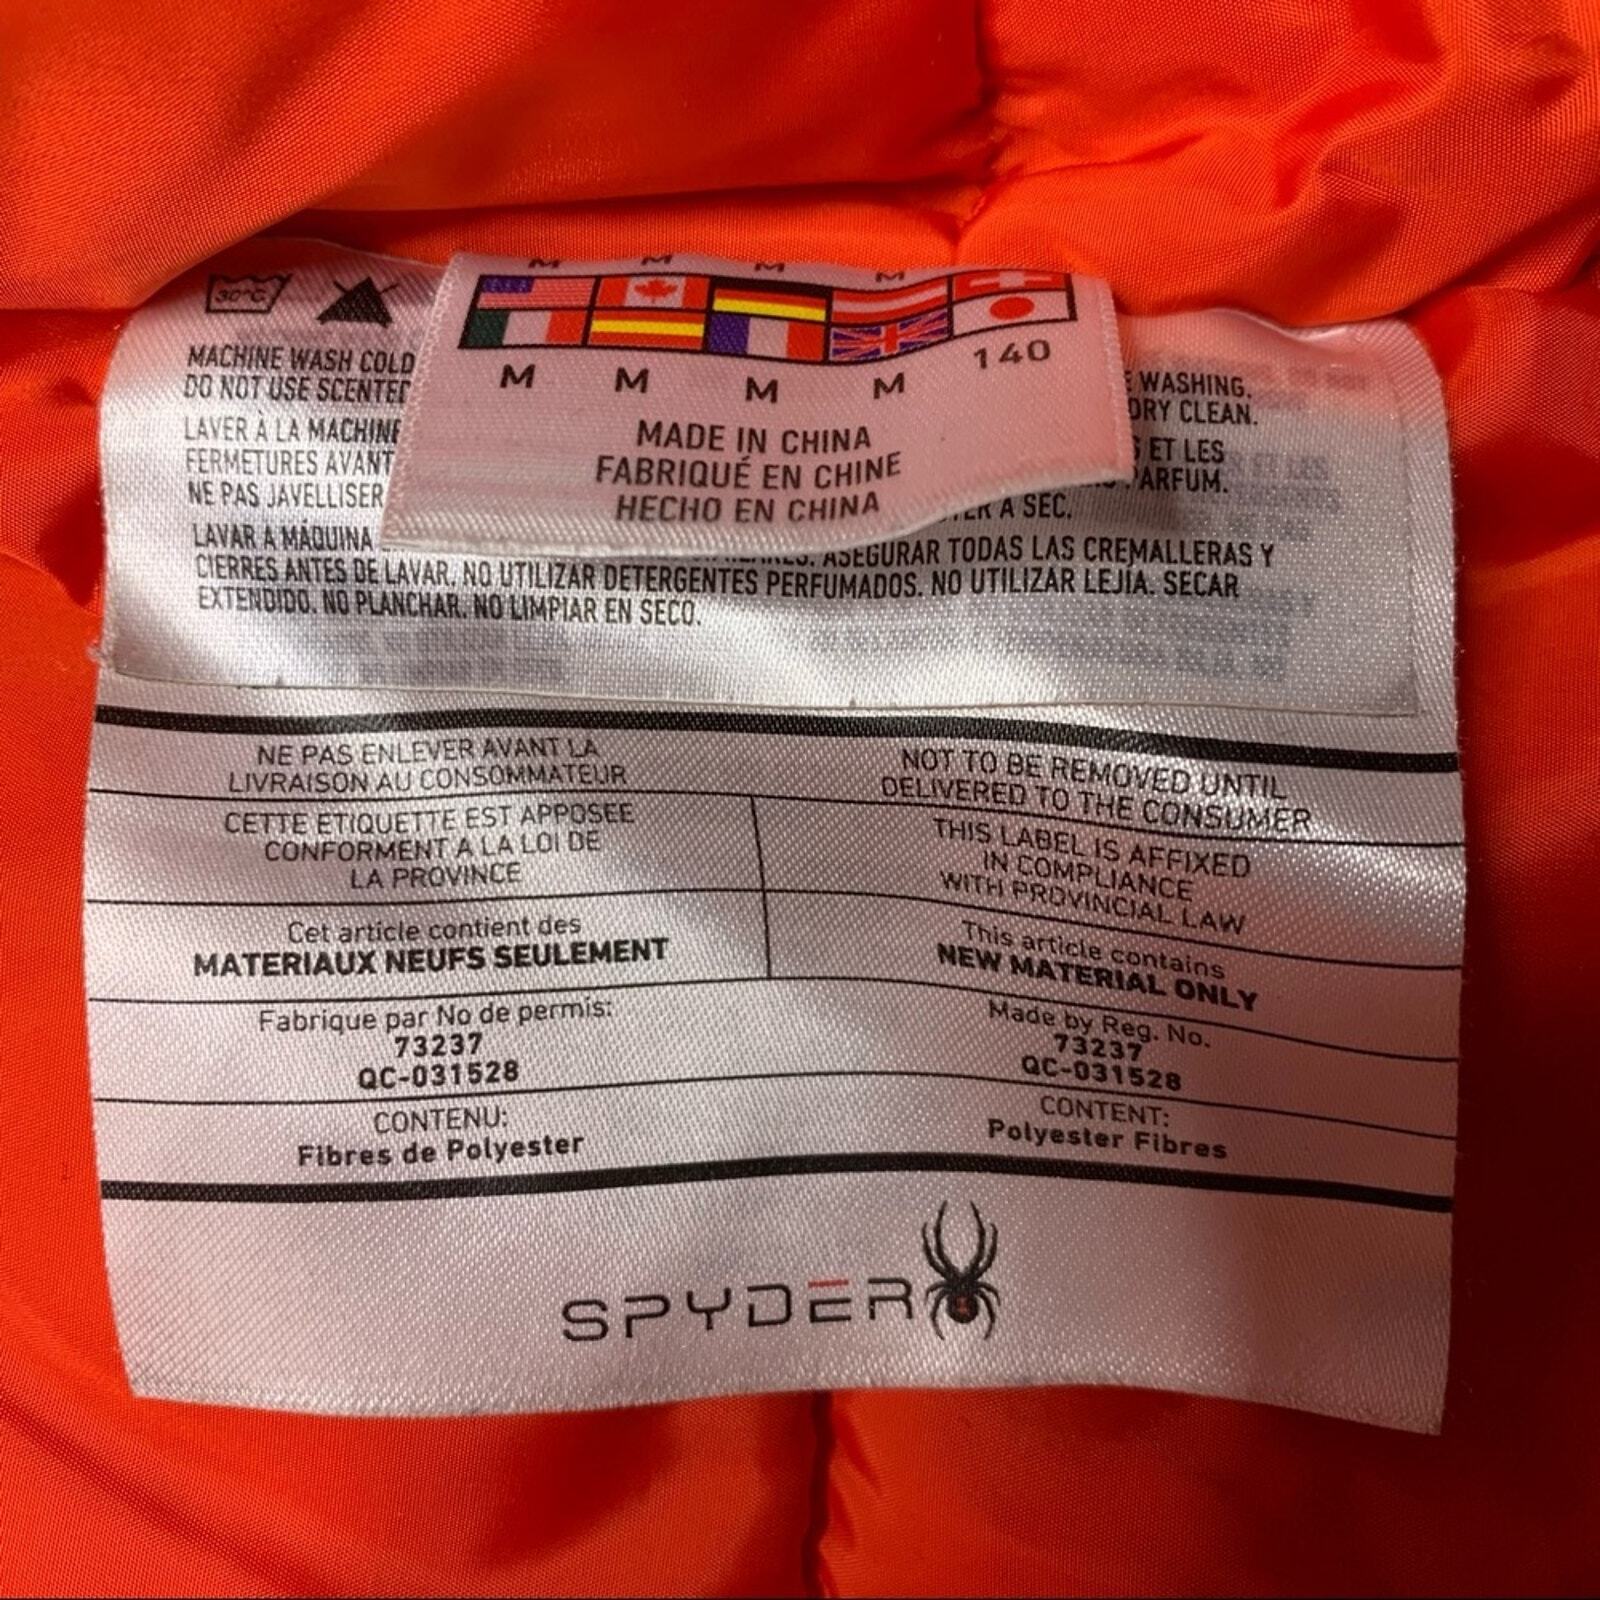 30°C
MACHINE WASH COLD
DO NOT USE SCENTED
WASHING.
DRY CLEAN.
LAVER À LA MACHINE
FERMETURES AVANT
NE PAS JAVELLISER
ET LES
PARFUM.
A SEC.
LAVAR A MÁQUINA
ASEGURAR TODAS LAS CREMALLERAS Y
CIERRES ANTES DE LAVAR. NO UTILIZAR DETERGENTES PERFUMADOS. NO UTILIZAR LEJÍA. SECAR
EXTENDIDO. NO PLANCHAR. NO LIMPIAR EN SECO.
M M M M
M M M M 140
MADE IN CHINA
FABRIQUÉ EN CHINE
HECHO EN CHINA
NE PAS ENLEVER AVANT LA
LIVRAISON AU CONSOMMATEUR
NOT TO BE REMOVED UNTIL
DELIVERED TO THE CONSUMER
CETTE ETIQUETTE EST APPOSEE
CONFORMENT A LA LOI DE
LA PROVINCE
THIS LABEL IS AFFIXED
IN COMPLIANCE
WITH PROVINCIAL LAW
Cet article contient des
MATERIAUX NEUFS SEULEMENT
This article contains
NEW MATERIAL ONLY
Fabrique par No de permis:
73237
QC-031528
Made by Reg. No.
73237
QC-031528
CONTENU:
Fibres de Polyester
CONTENT:
Polyester Fibres
SPYDER